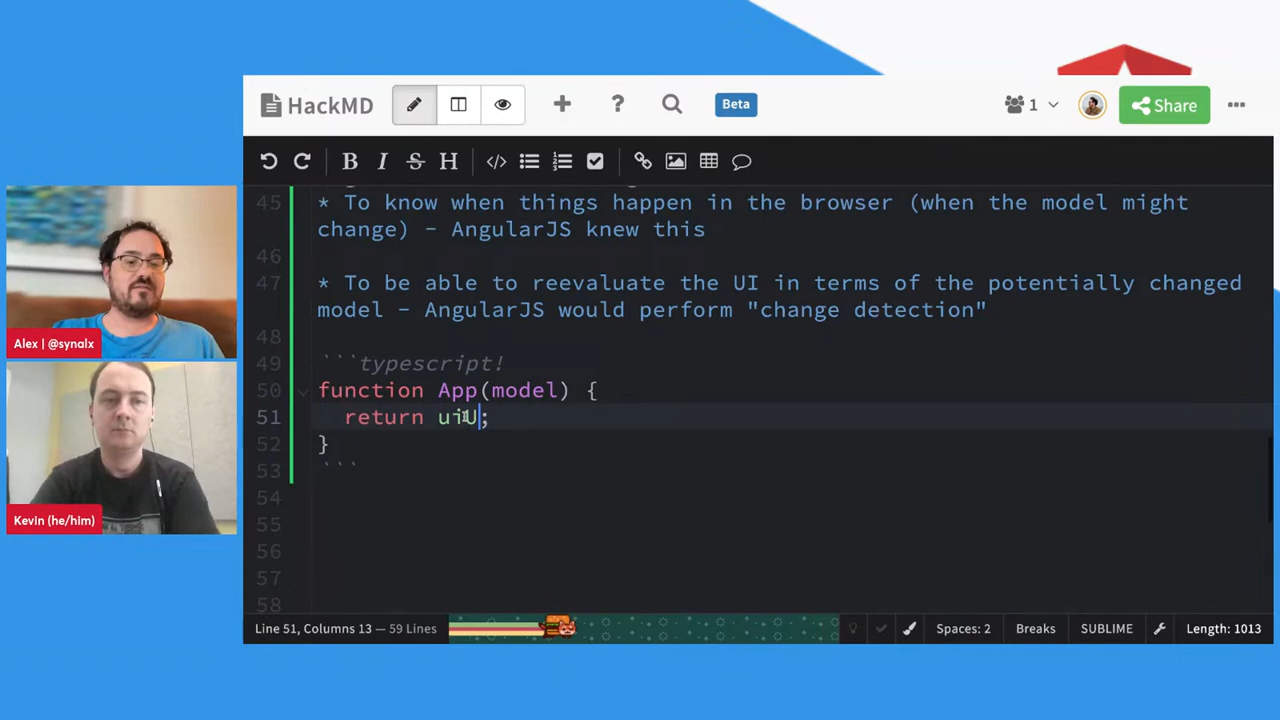 HackMD
Beta
1
Share
45 * To know when things happen in the browser (when the model might
change) - AngularJS knew this
46
47 * To be able to reevaluate the UI in terms of the potentially changed
model - AngularJS would perform "change detection"
48
49 ```typescript!
50 function App(model) {
51 return uiU;
52 }
53 ```
54
55
56
57
58
Alex | @synalx
Kevin (he/him)
Line 51, Columns 13 — 59 Lines
Spaces: 2
Breaks
SUBLIME
Length: 1013